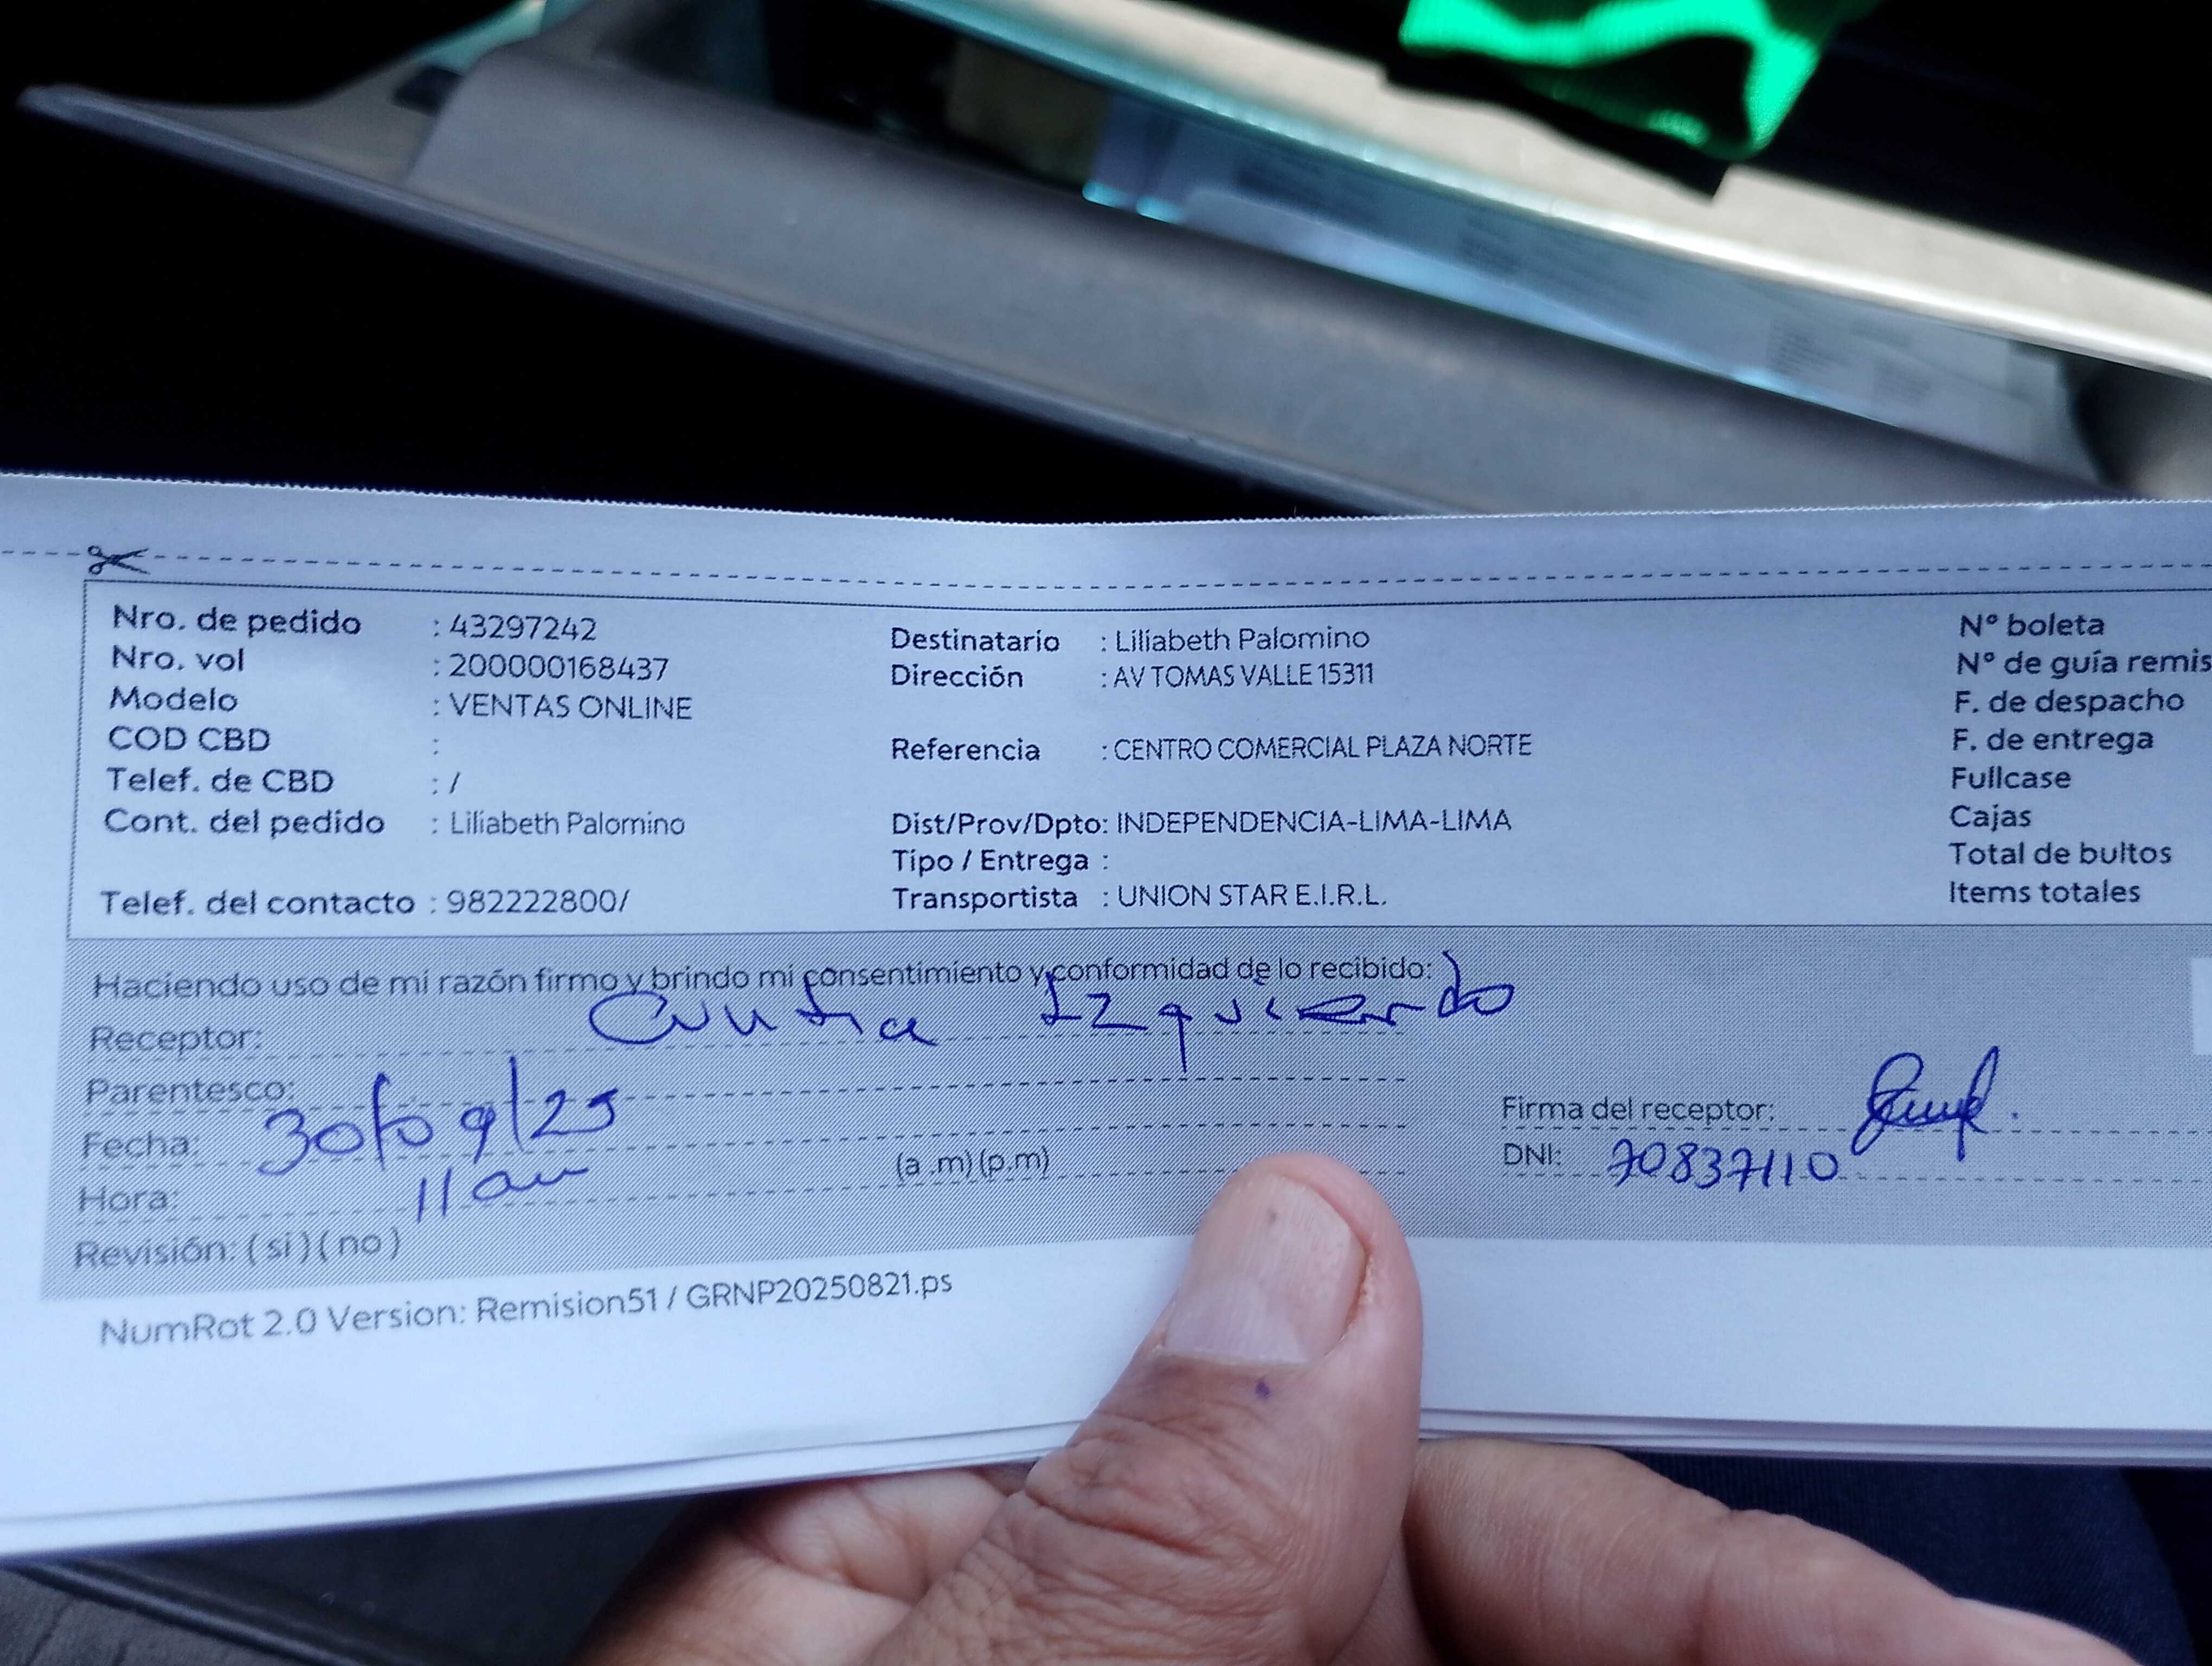 Nro. de pedido : 43297242
Nro. vol : 200000168437
Modelo : VENTAS ONLINE
COD CBD :
Telef. de CBD : /
Cont. del pedido : Liliabeth Palomino
Telef. del contacto : 982222800/
Destinatario : Liliabeth Palomino
Dirección : AV TOMAS VALLE 15311
Referencia : CENTRO COMERCIAL PLAZA NORTE
Dist/Prov/Dpto: INDEPENDENCIA-LIMA-LIMA
Tipo / Entrega :
Transportista : UNION STAR E.I.R.L.
Nº boleta
Nº de guía remis
F. de despacho
F. de entrega
Fullcase
Cajas
Total de bultos
Items totales
Haciendo uso de mi razón firmo y brindo mi consentimiento y conformidad de lo recibido:
Receptor: Izquierdo
Parentesco:
Fecha: 30/09/25
Hora: 11 am (a.m)(p.m)
Revisión: (si)(no)
Firma del receptor:
DNI: 70837110
NumRot 2.0 Version: Remision51 / GRNP20250821.ps